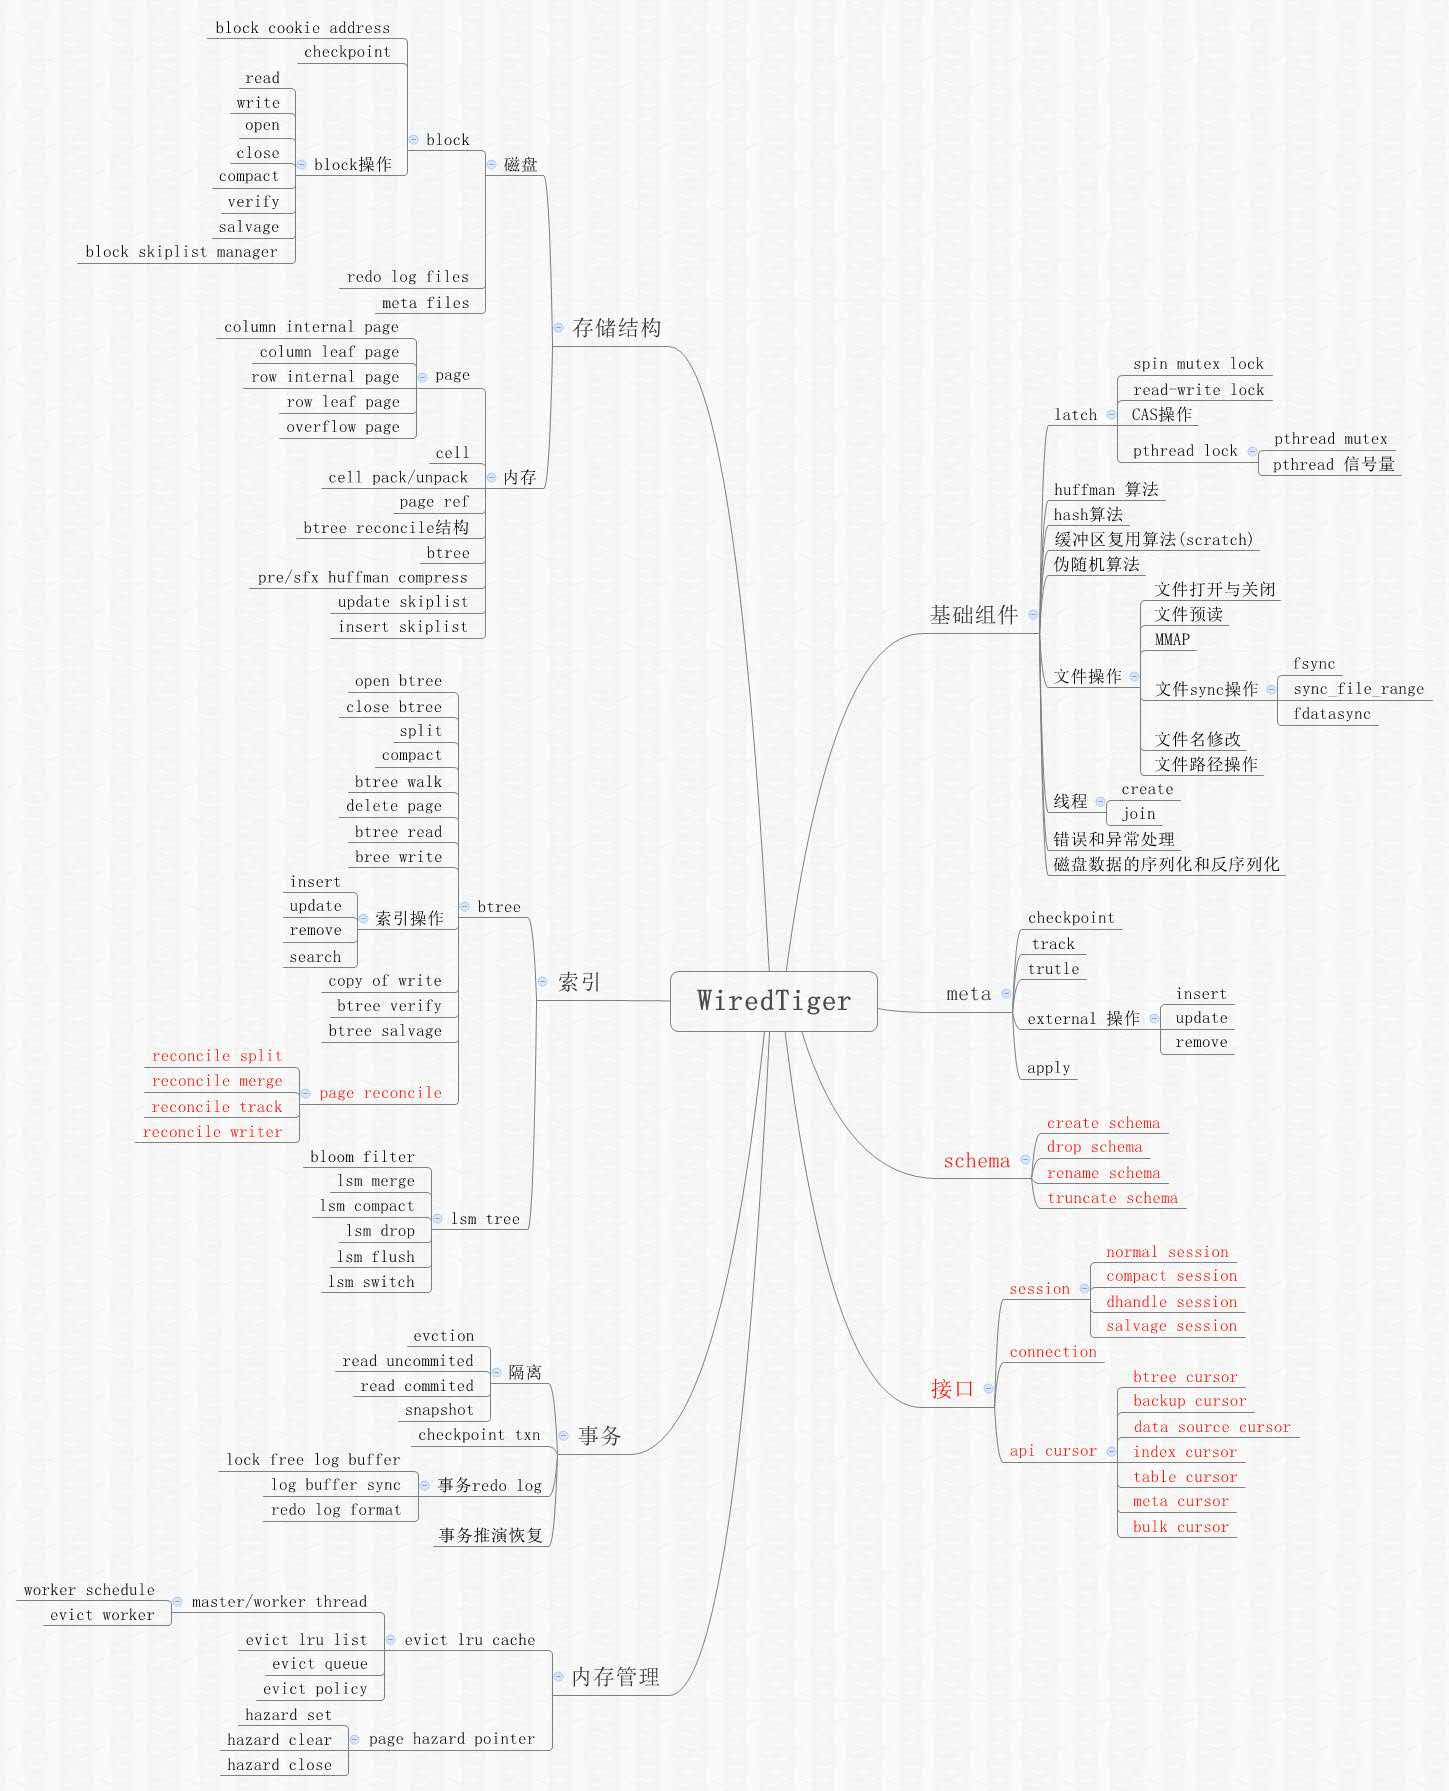 WiredTiger
存储结构
磁盘
block
block cookie address
checkpoint
block操作
read
write
open
close
compact
verify
salvage
block skiplist manager
redo log files
meta files
内存
page
column internal page
column leaf page
row internal page
row leaf page
overflow page
cell
cell pack/unpack
page ref
btree reconcile结构
btree
pre/sfx huffman compress
update skiplist
insert skiplist
索引
btree
open btree
close btree
split
compact
btree walk
delete page
btree read
bree write
索引操作
insert
update
remove
search
copy of write
btree verify
btree salvage
page reconcile
reconcile split
reconcile merge
reconcile track
reconcile writer
lsm tree
bloom filter
lsm merge
lsm compact
lsm drop
lsm flush
lsm switch
事务
隔离
evction
read uncommited
read commited
snapshot
checkpoint txn
事务redo log
lock free log buffer
log buffer sync
redo log format
事务推演恢复
内存管理
evict lru cache
master/worker thread
worker schedule
evict worker
evict lru list
evict queue
evict policy
page hazard pointer
hazard set
hazard clear
hazard close
基础组件
latch
spin mutex lock
read-write lock
CAS操作
pthread lock
pthread mutex
pthread 信号量
huffman 算法
hash算法
缓冲区复用算法(scratch)
伪随机算法
文件操作
文件打开与关闭
文件预读
MMAP
文件sync操作
fsync
sync_file_range
fdatasync
文件名修改
文件路径操作
线程
create
join
错误和异常处理
磁盘数据的序列化和反序列化
meta
checkpoint
track
trutle
external 操作
insert
update
remove
apply
schema
create schema
drop schema
rename schema
truncate schema
接口
session
normal session
compact session
dhandle session
salvage session
connection
api cursor
btree cursor
backup cursor
data source cursor
index cursor
table cursor
meta cursor
bulk cursor